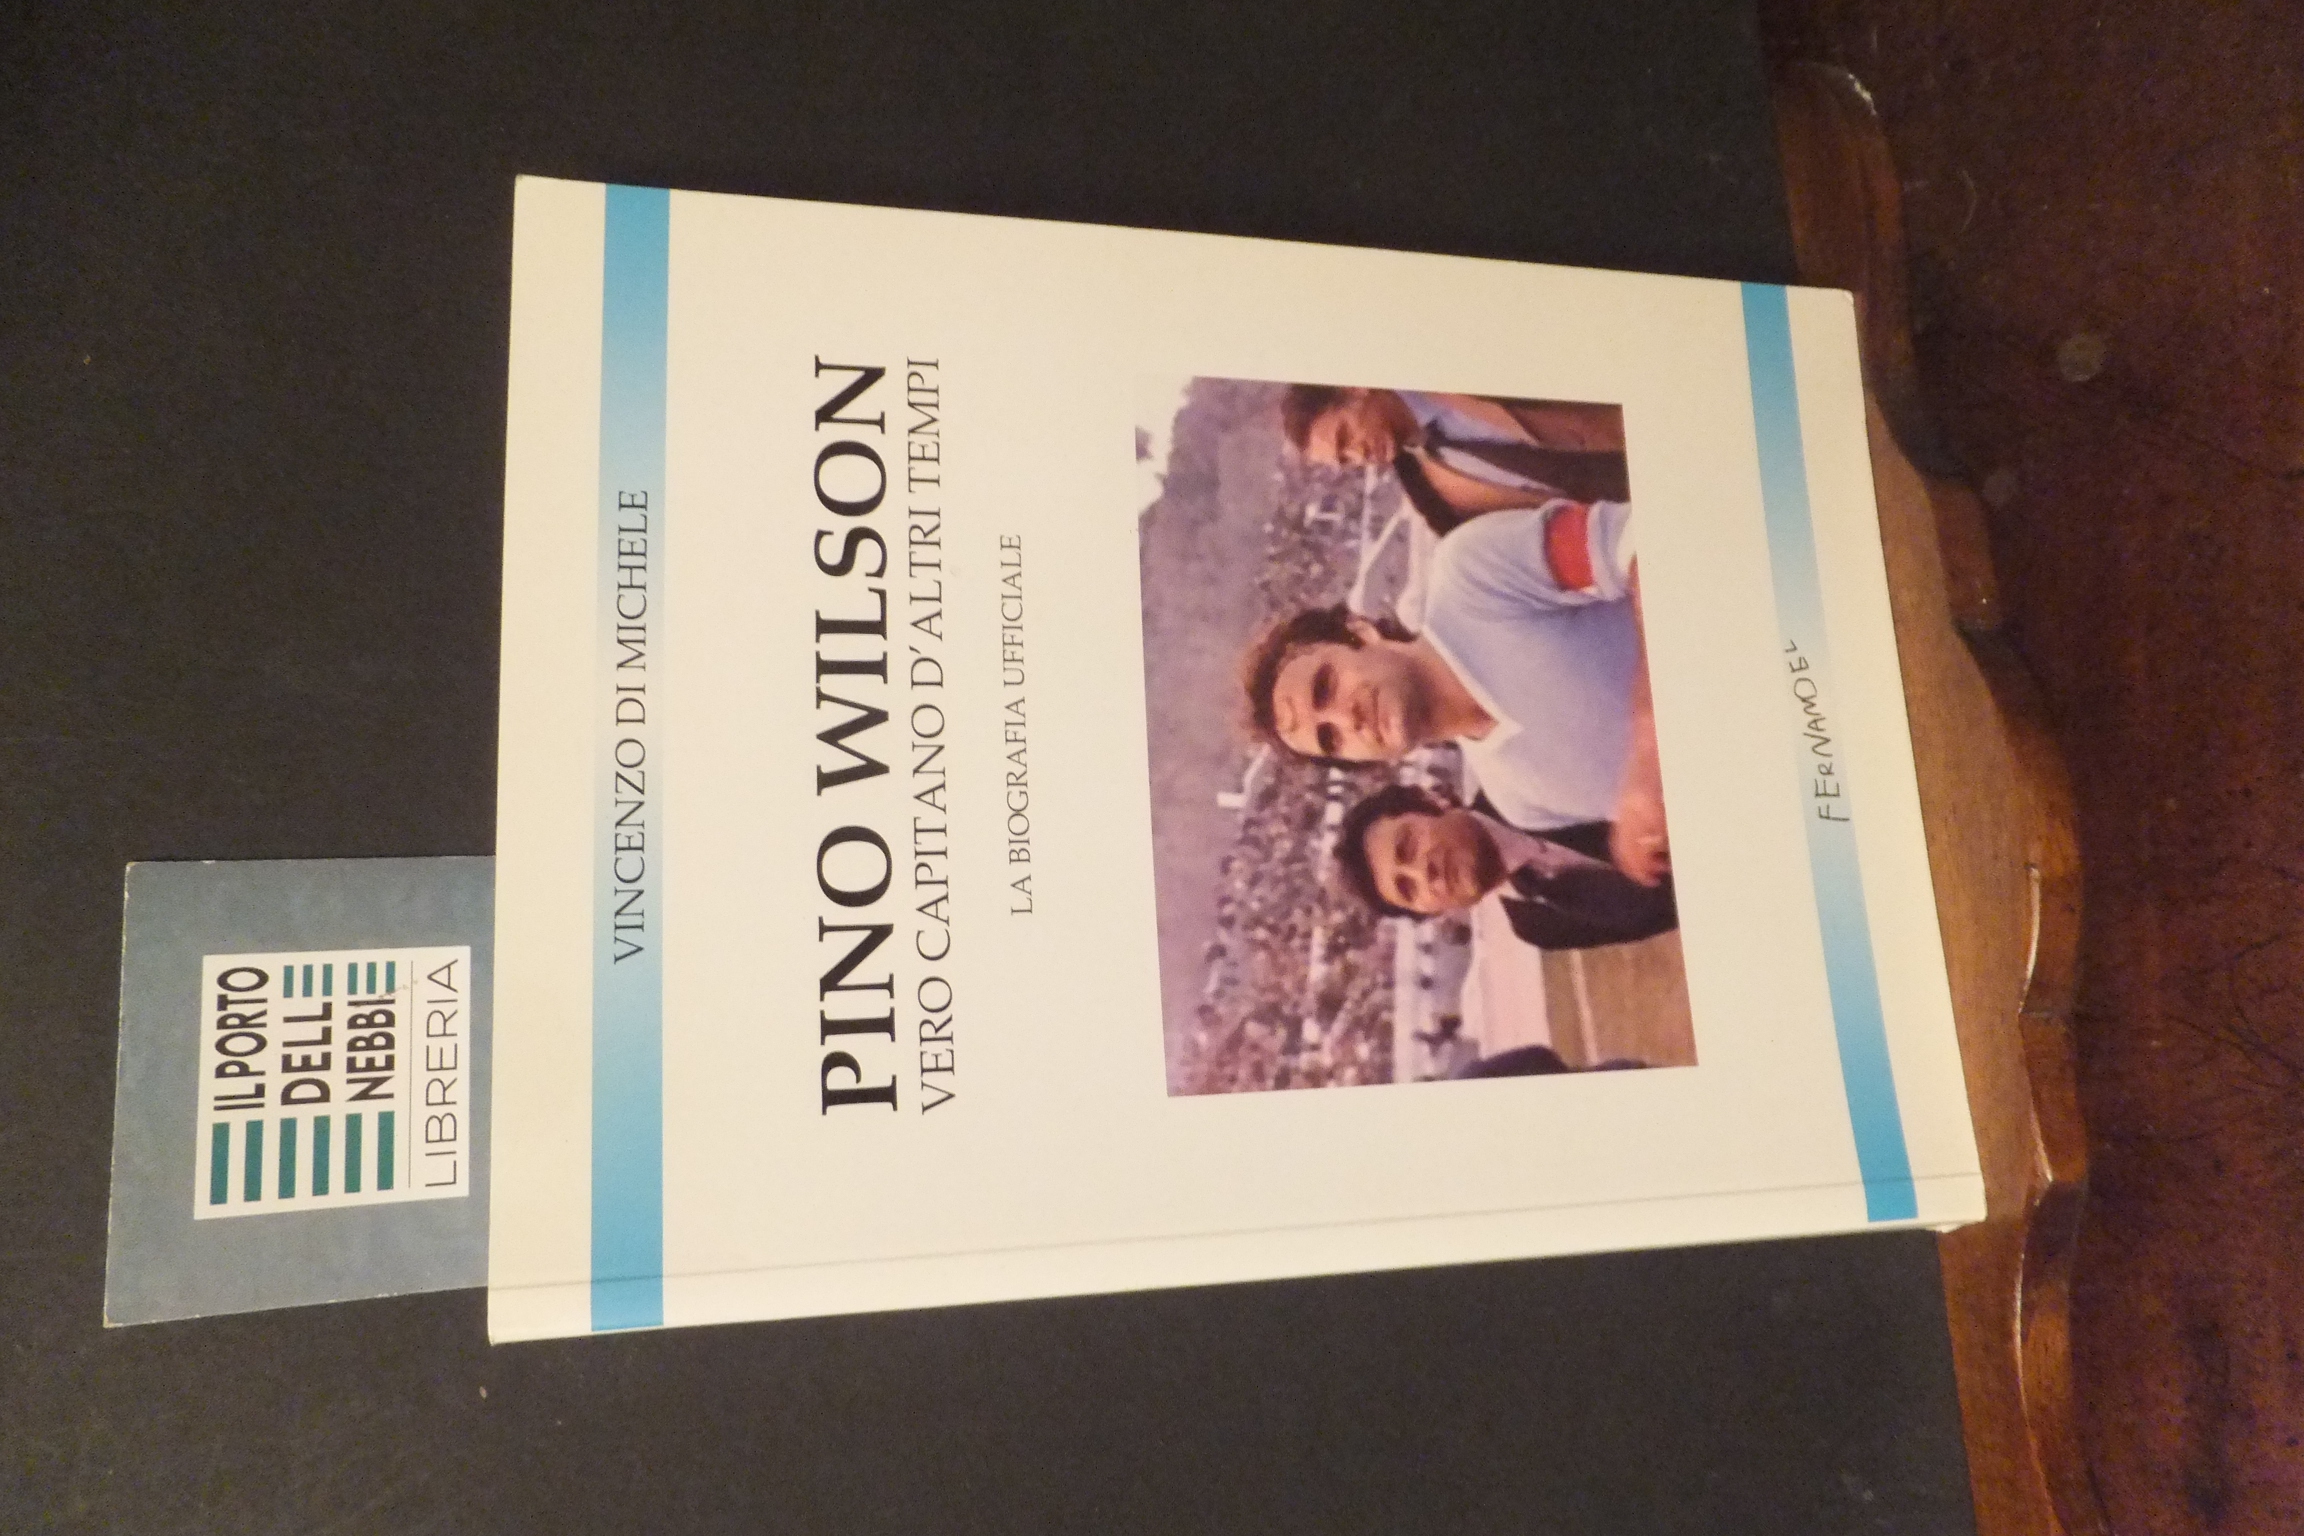 IL PORTO
DELLE
NEBBIE
LIBRERIA
VINCENZO DI MICHELE
PINO WILSON
VERO CAPITANO D'ALTRI TEMPI
LA BIOGRAFIA UFFICIALE
FERNANDEL